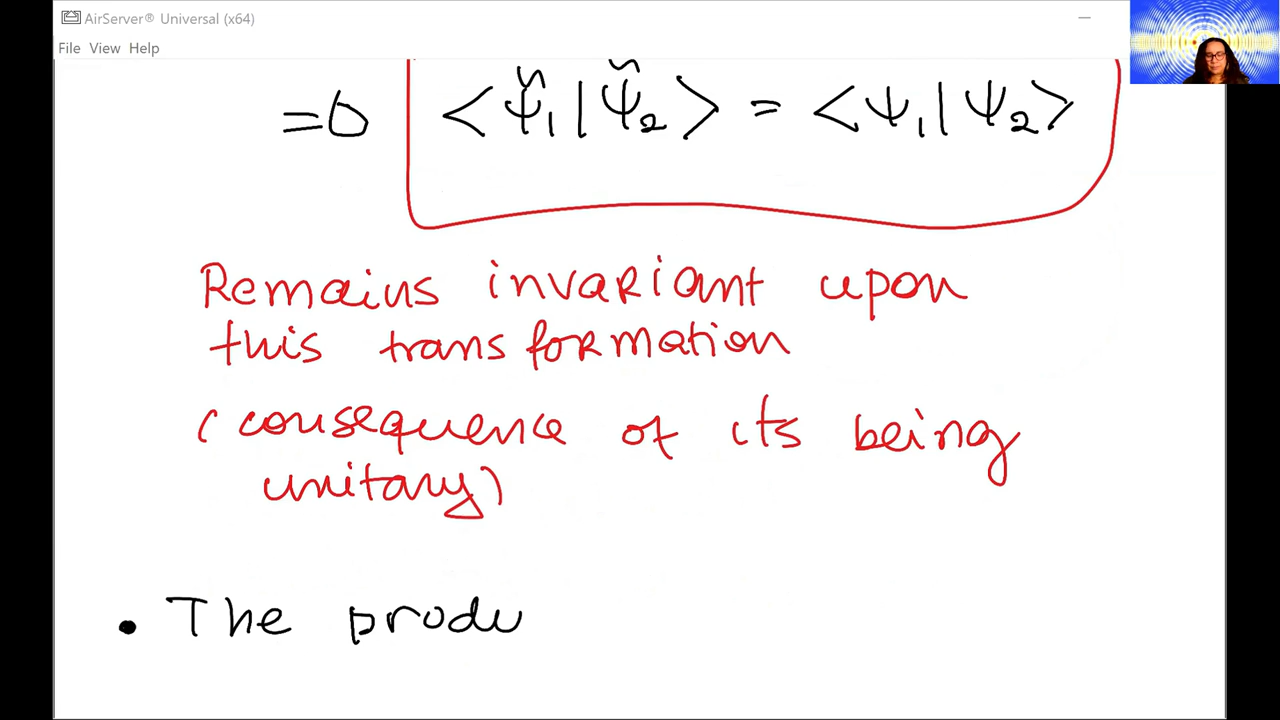 AirServer® Universal (x64)
File View Help
=0 <ψ̃₁|ψ̃₂> = <ψ₁|ψ₂>
Remains invariant upon
this transformation
(consequence of its being
unitary)
• The produ